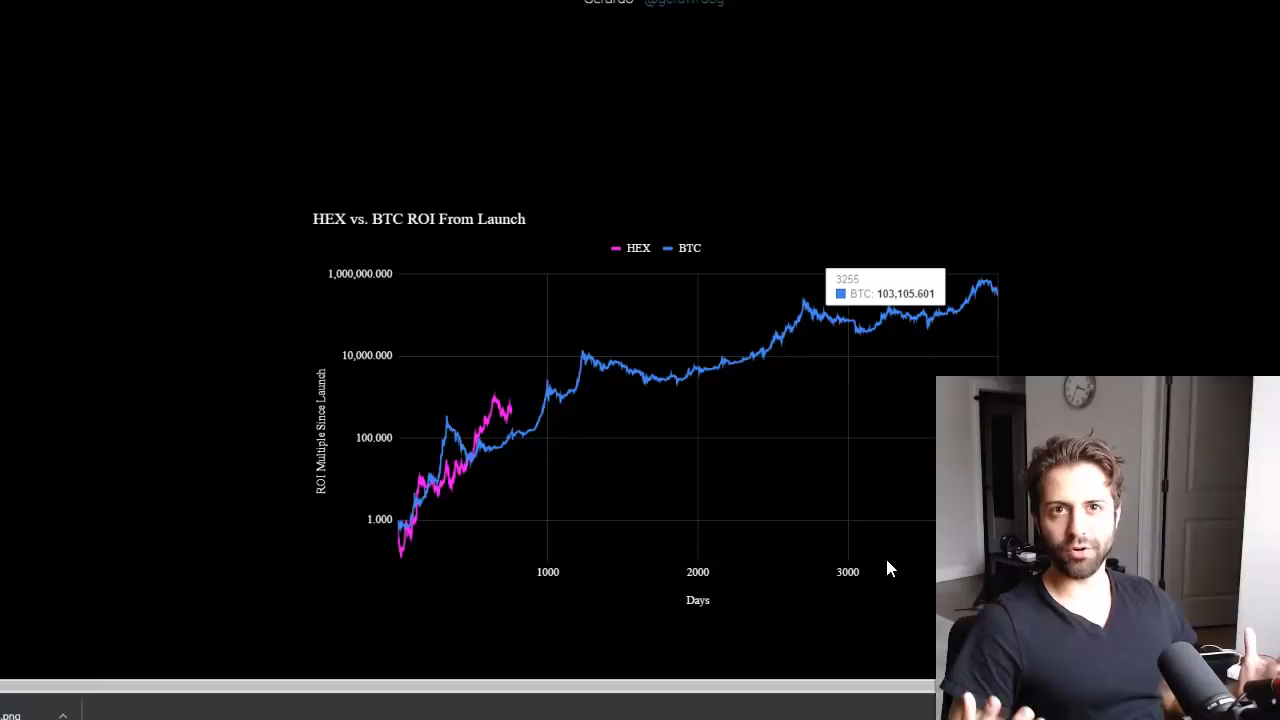 HEX vs. BTC ROI From Launch
HEX BTC
1,000,000.000
3255
BTC: 103,105.601
10,000.000
100.000
1.000
ROI Multiple Since Launch
1000 2000 3000
Days
.png